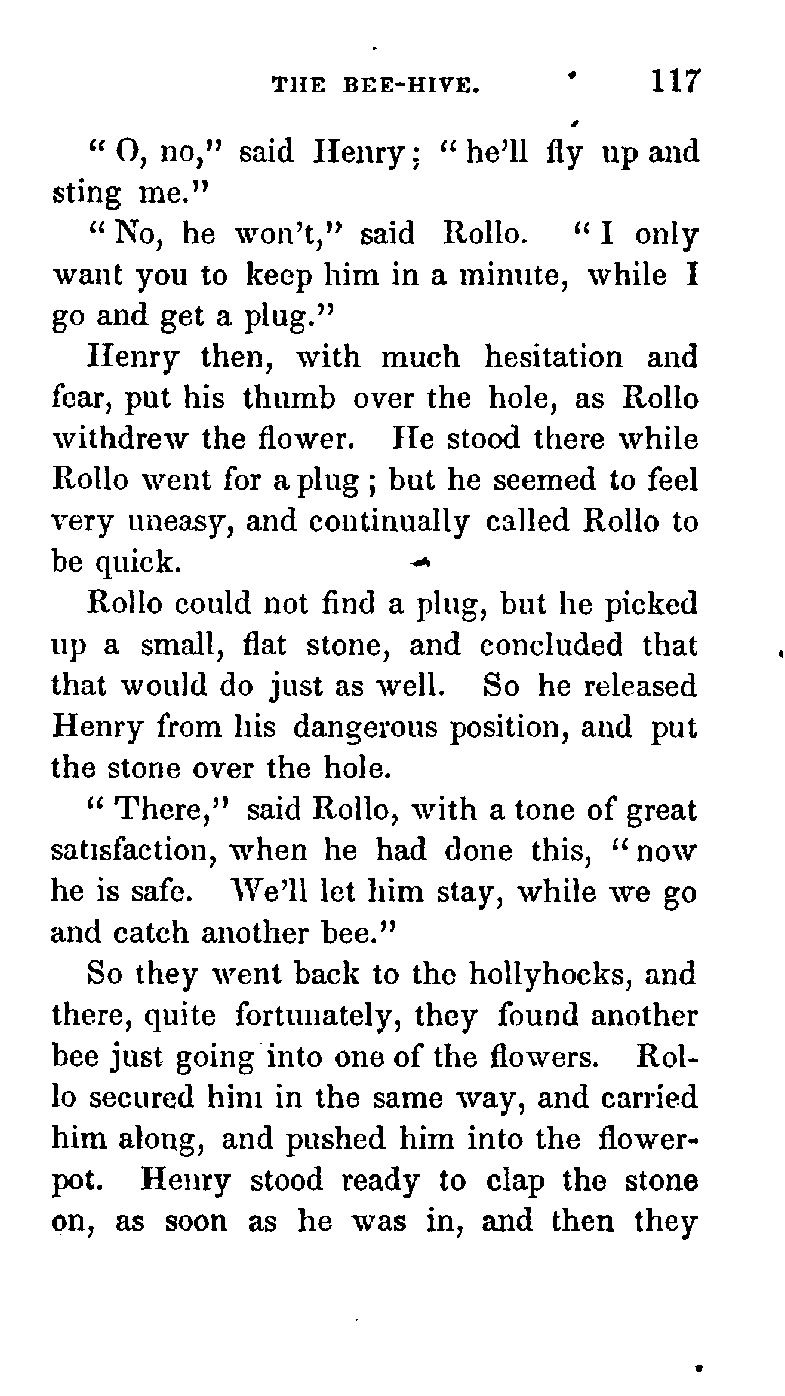 THE BEE-HIVE. 117
“ O, no,” said Henry; “ he’ll fly up and
sting me.”
“ No, he won’t,” said Rollo. “ I only
want you to keep him in a minute, while I
go and get a plug.”
Henry then, with much hesitation and
fear, put his thumb over the hole, as Rollo
withdrew the flower. He stood there while
Rollo went for a plug; but he seemed to feel
very uneasy, and continually called Rollo to
be quick.
Rollo could not find a plug, but he picked
up a small, flat stone, and concluded that
that would do just as well. So he released
Henry from his dangerous position, and put
the stone over the hole.
“ There,” said Rollo, with a tone of great
satisfaction, when he had done this, “ now
he is safe. We’ll let him stay, while we go
and catch another bee.”
So they went back to the hollyhocks, and
there, quite fortunately, they found another
bee just going into one of the flowers. Rol-
lo secured him in the same way, and carried
him along, and pushed him into the flower-
pot. Henry stood ready to clap the stone
on, as soon as he was in, and then they